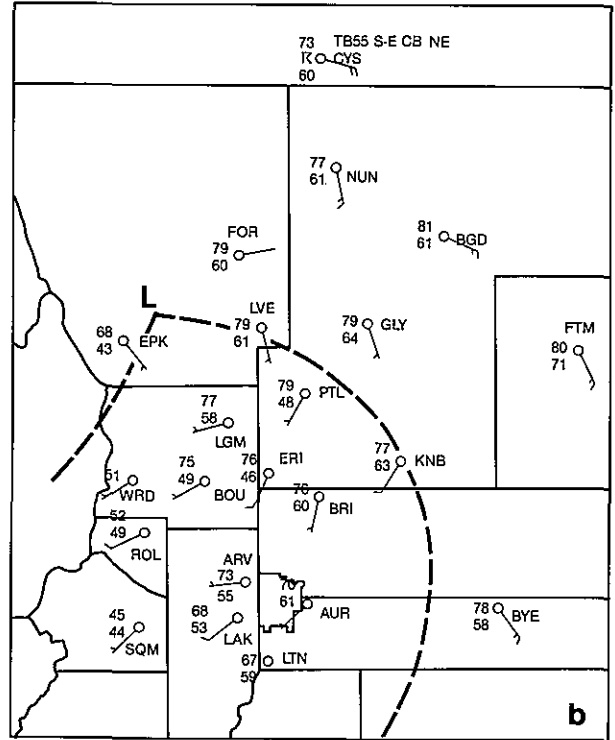 73 TB55 S-E CB NE
CYS
60
77
61 NUN
81
61 BGD
FOR
79
60
L
LVE
79
61
79
64 GLY
FTM
80
71
68
43 EPK
79
48 PTL
77
58
LGM
77
63 KNB
76 ERI
46
75
49 BOU
51
WRD
76
60 BRI
52
49
ROL
ARV
73
55
70
61 AUR
78
58 BYE
68
53 LAK
45
44
SQM
67 LTN
59
b